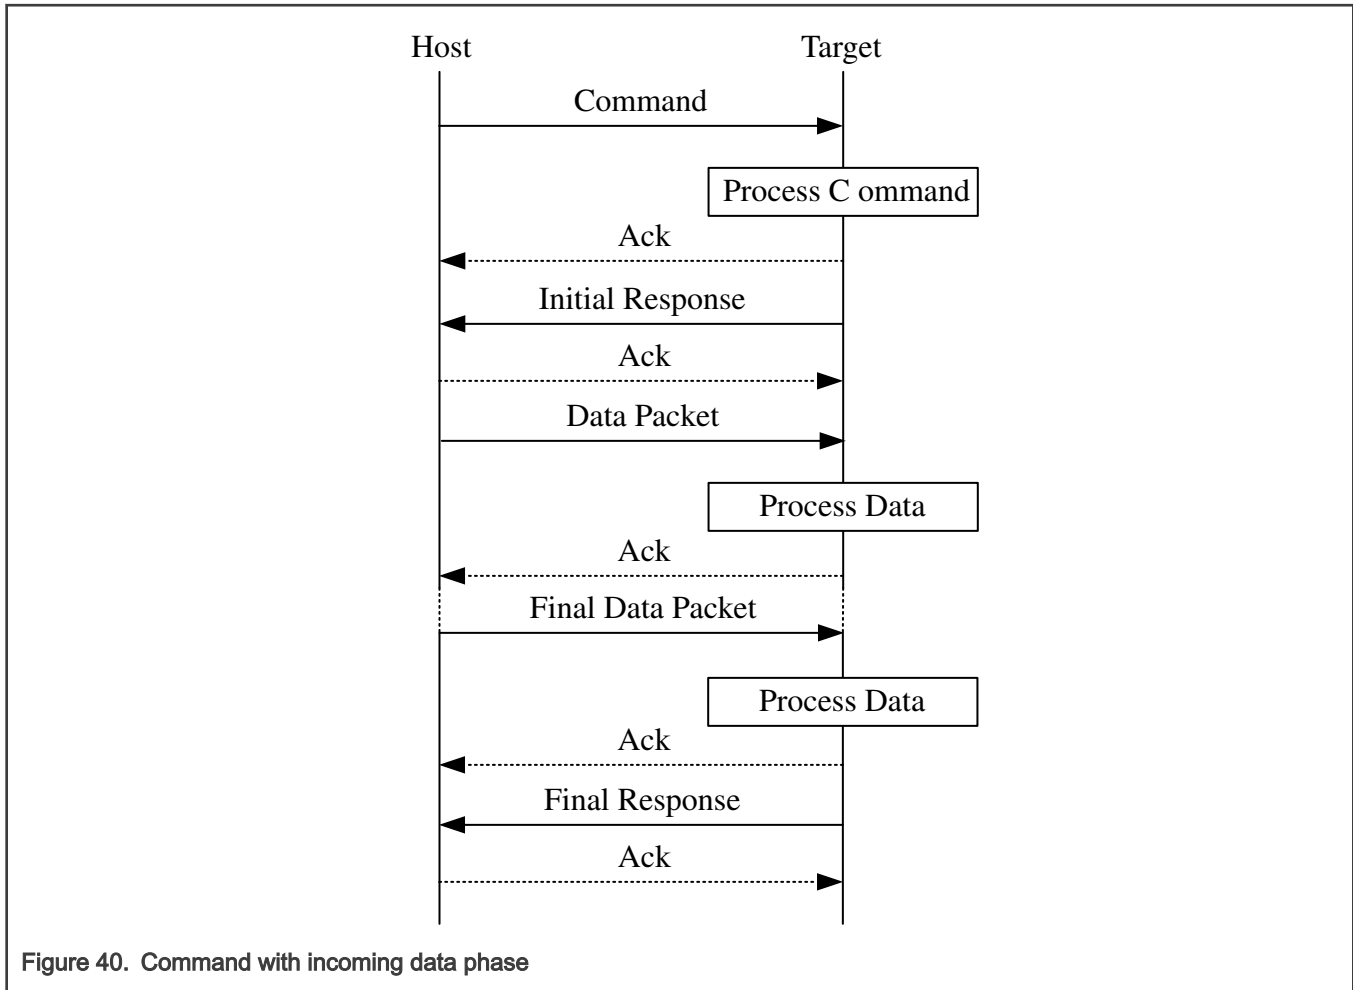 Host Target
Command
Process C ommand
Ack
Initial Response
Ack
Data Packet
Process Data
Ack
Final Data Packet
Process Data
Ack
Final Response
Ack
Figure 40. Command with incoming data phase